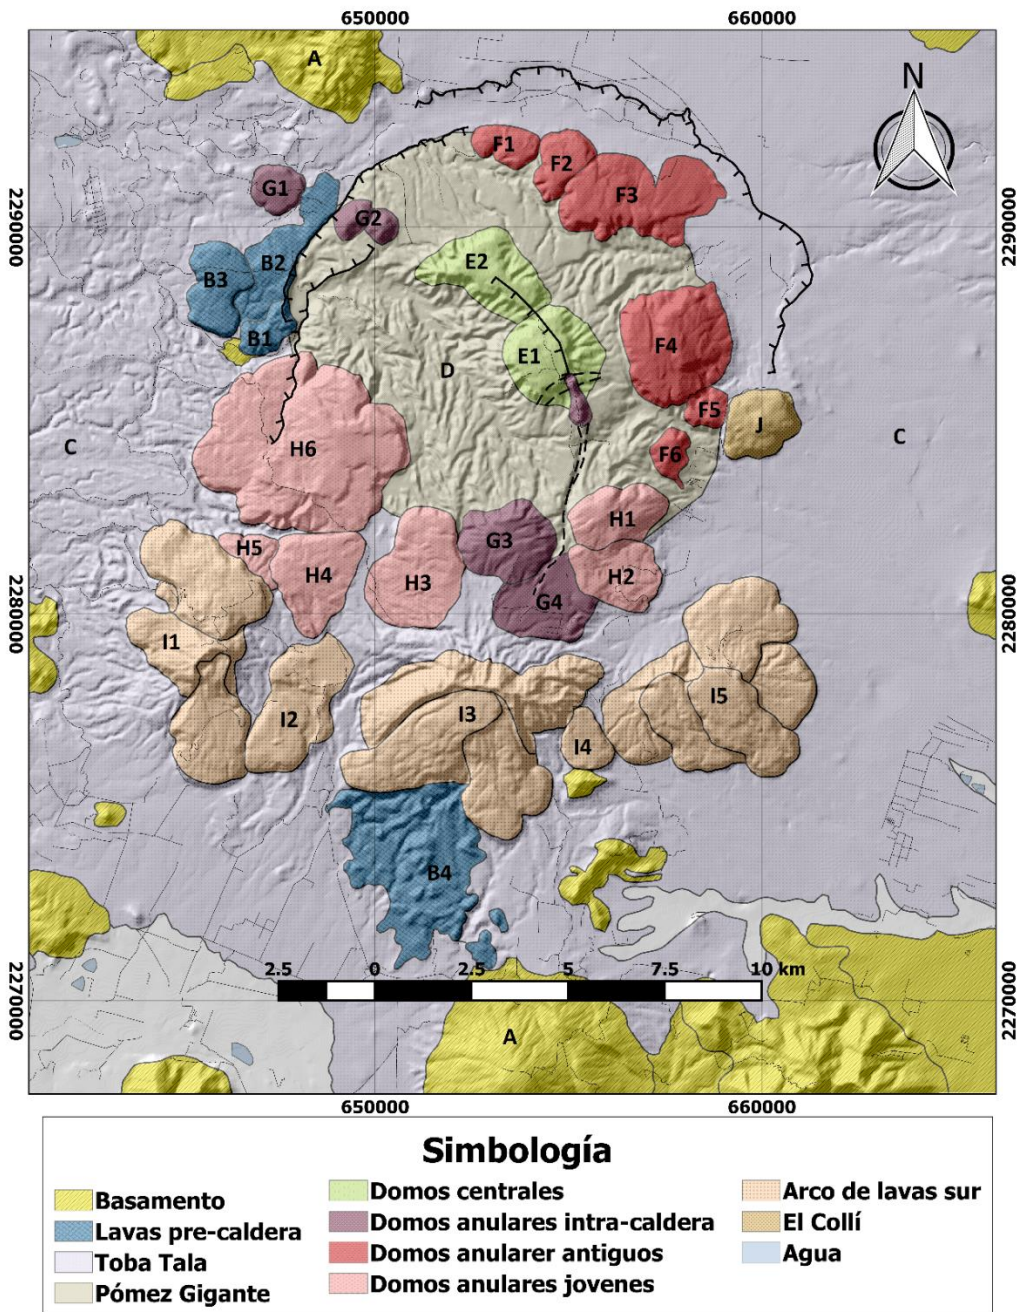 650000 660000
A
N
F1
F2
G1
F3
G2
2290000 2290000
E2
B3 B2
B1
F4
E1
D
F5
J
C C
H6
F6
H1
G3
H5
H4 H3 H2
G4
2280000 2280000
I1
I5
I2 I3
I4
B4
2.5 0 2.5 5 7.5 10 km
2270000 2270000
A
650000 660000
Simbología
Basamento
Lavas pre-caldera
Toba Tala
Pómez Gigante
Domos centrales
Domos anulares intra-caldera
Domos anularer antiguos
Domos anulares jovenes
Arco de lavas sur
El Collí
Agua